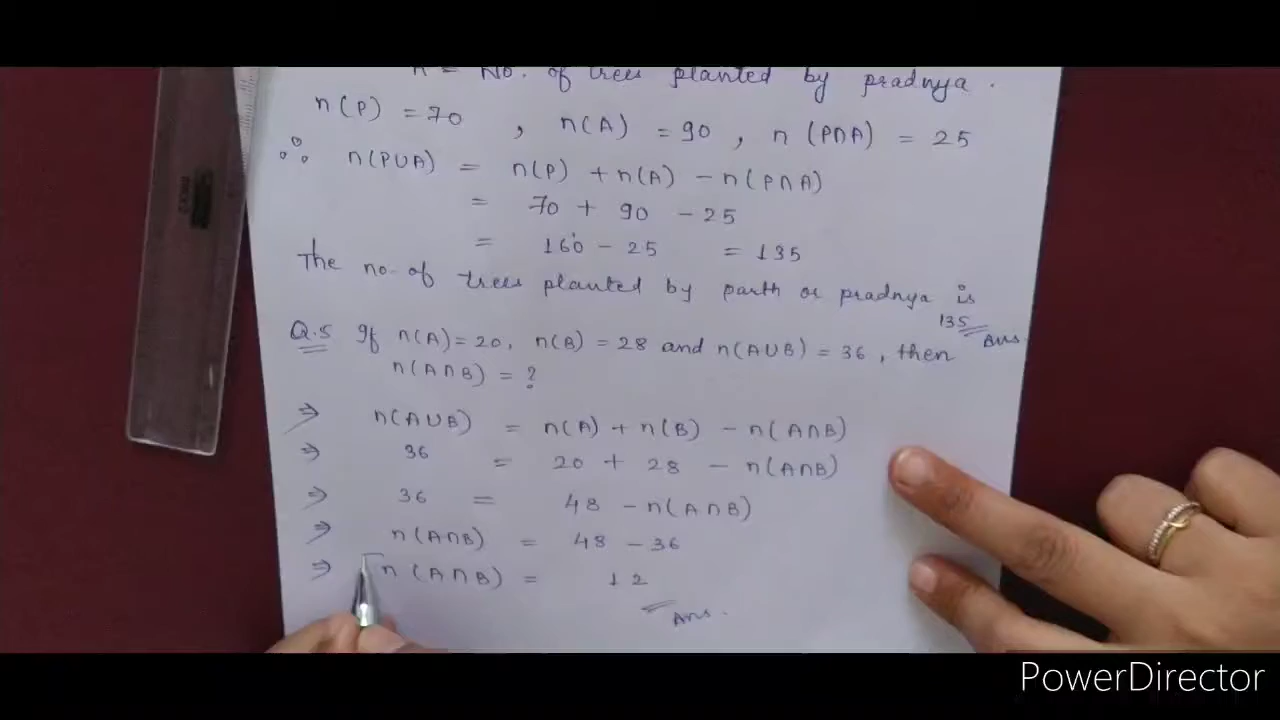 = No. of trees planted by pradnya.
n(P) = 70 , n(A) = 90 , n(P∩A) = 25
∴ n(P∪A) = n(P) + n(A) - n(P∩A)
= 70 + 90 - 25
= 160 - 25 = 135
The no. of trees planted by parth or pradnya is
135 Ans.
Q.5 If n(A) = 20, n(B) = 28 and n(A∪B) = 36, then
n(A∩B) = ?
⇒ n(A∪B) = n(A) + n(B) - n(A∩B)
⇒ 36 = 20 + 28 - n(A∩B)
⇒ 36 = 48 - n(A∩B)
⇒ n(A∩B) = 48 - 36
⇒ n(A∩B) = 12
Ans.
PowerDirector